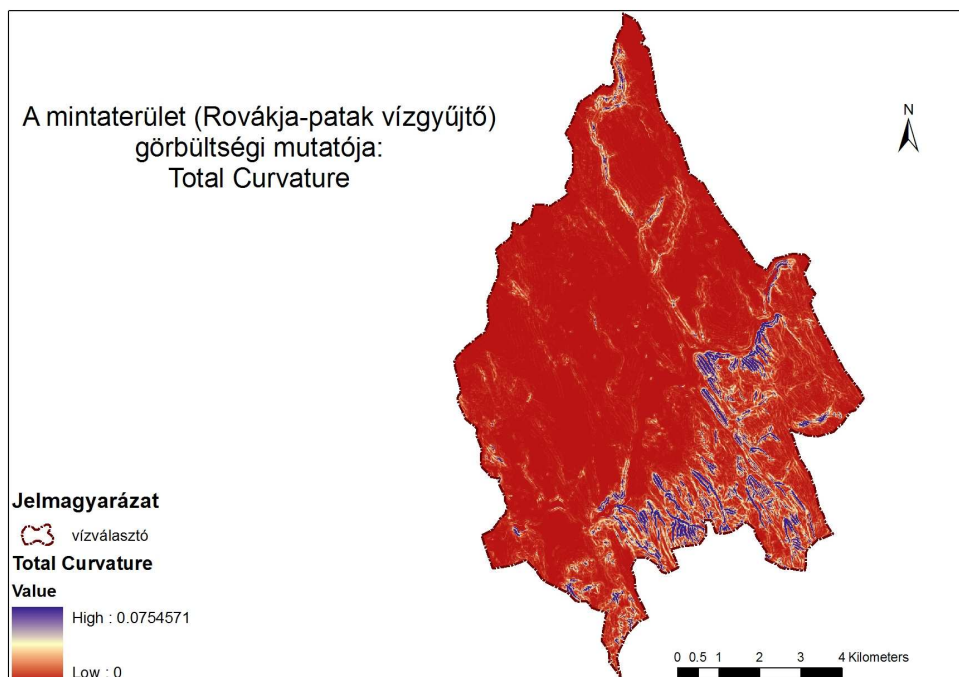 A mintaterület (Rovákja-patak vízgyűjtő)
görbültségi mutatója:
Total Curvature
N
Jelmagyarázat
vízválasztó
Total Curvature
Value
High : 0.0754571
Low : 0
0 0.5 1 2 3 4 Kilometers